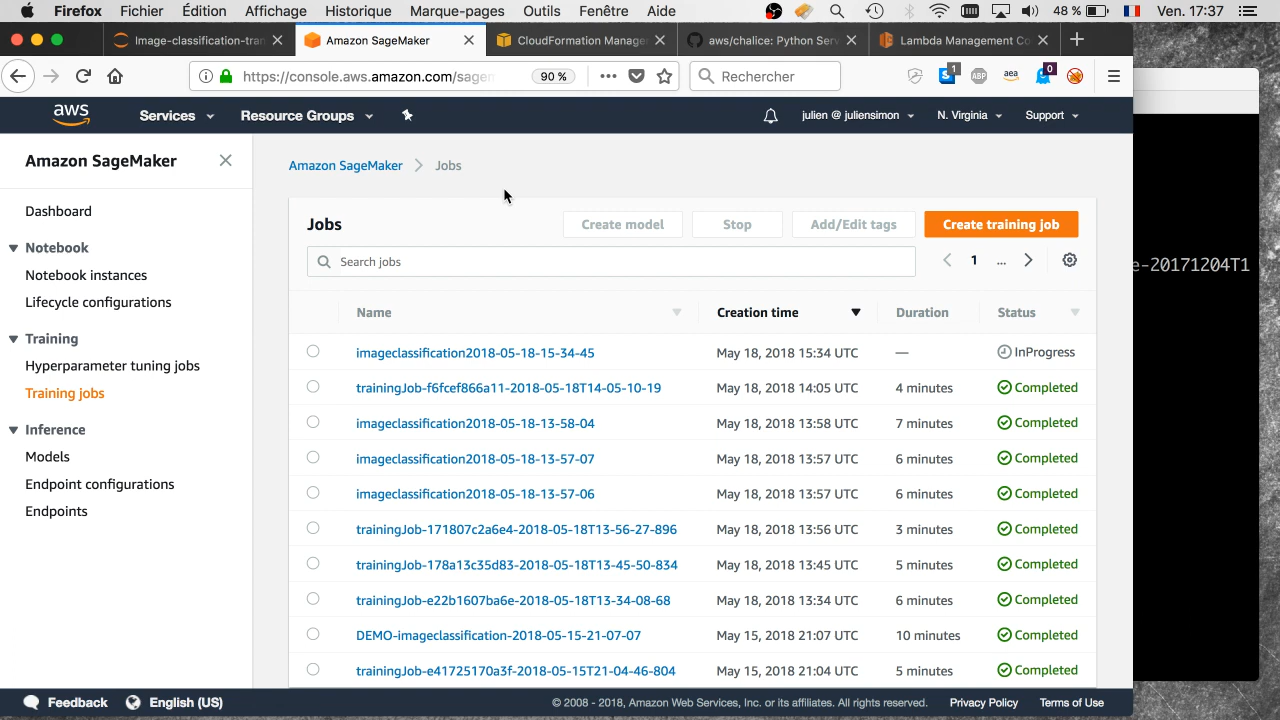 Firefox Fichier Édition Affichage Historique Marque-pages Outils Fenêtre Aide 48 % Ven. 17:37
Image-classification-tran Amazon SageMaker CloudFormation Manage aws/chalice: Python Serv Lambda Management Co
https://console.aws.amazon.com/sagem 90 % Rechercher ABP aea 1 0
aws Services Resource Groups julien @ juliensimon N. Virginia Support
Amazon SageMaker
Dashboard
Notebook
Notebook instances
Lifecycle configurations
Training
Hyperparameter tuning jobs
Training jobs
Inference
Models
Endpoint configurations
Endpoints
Amazon SageMaker Jobs
Jobs Create model Stop Add/Edit tags Create training job
Search jobs 1 ...
Name Creation time Duration Status
imageclassification2018-05-18-15-34-45 May 18, 2018 15:34 UTC — InProgress
trainingJob-f6fcef866a11-2018-05-18T14-05-10-19 May 18, 2018 14:05 UTC 4 minutes Completed
imageclassification2018-05-18-13-58-04 May 18, 2018 13:58 UTC 7 minutes Completed
imageclassification2018-05-18-13-57-07 May 18, 2018 13:57 UTC 6 minutes Completed
imageclassification2018-05-18-13-57-06 May 18, 2018 13:57 UTC 6 minutes Completed
trainingJob-171807c2a6e4-2018-05-18T13-56-27-896 May 18, 2018 13:56 UTC 3 minutes Completed
trainingJob-178a13c35d83-2018-05-18T13-45-50-834 May 18, 2018 13:45 UTC 5 minutes Completed
trainingJob-e22b1607ba6e-2018-05-18T13-34-08-68 May 18, 2018 13:34 UTC 6 minutes Completed
DEMO-imageclassification-2018-05-15-21-07-07 May 15, 2018 21:07 UTC 10 minutes Completed
trainingJob-e41725170a3f-2018-05-15T21-04-46-804 May 15, 2018 21:04 UTC 5 minutes Completed
e-20171204T1
Feedback English (US) © 2008 - 2018, Amazon Web Services, Inc. or its affiliates. All rights reserved. Privacy Policy Terms of Use